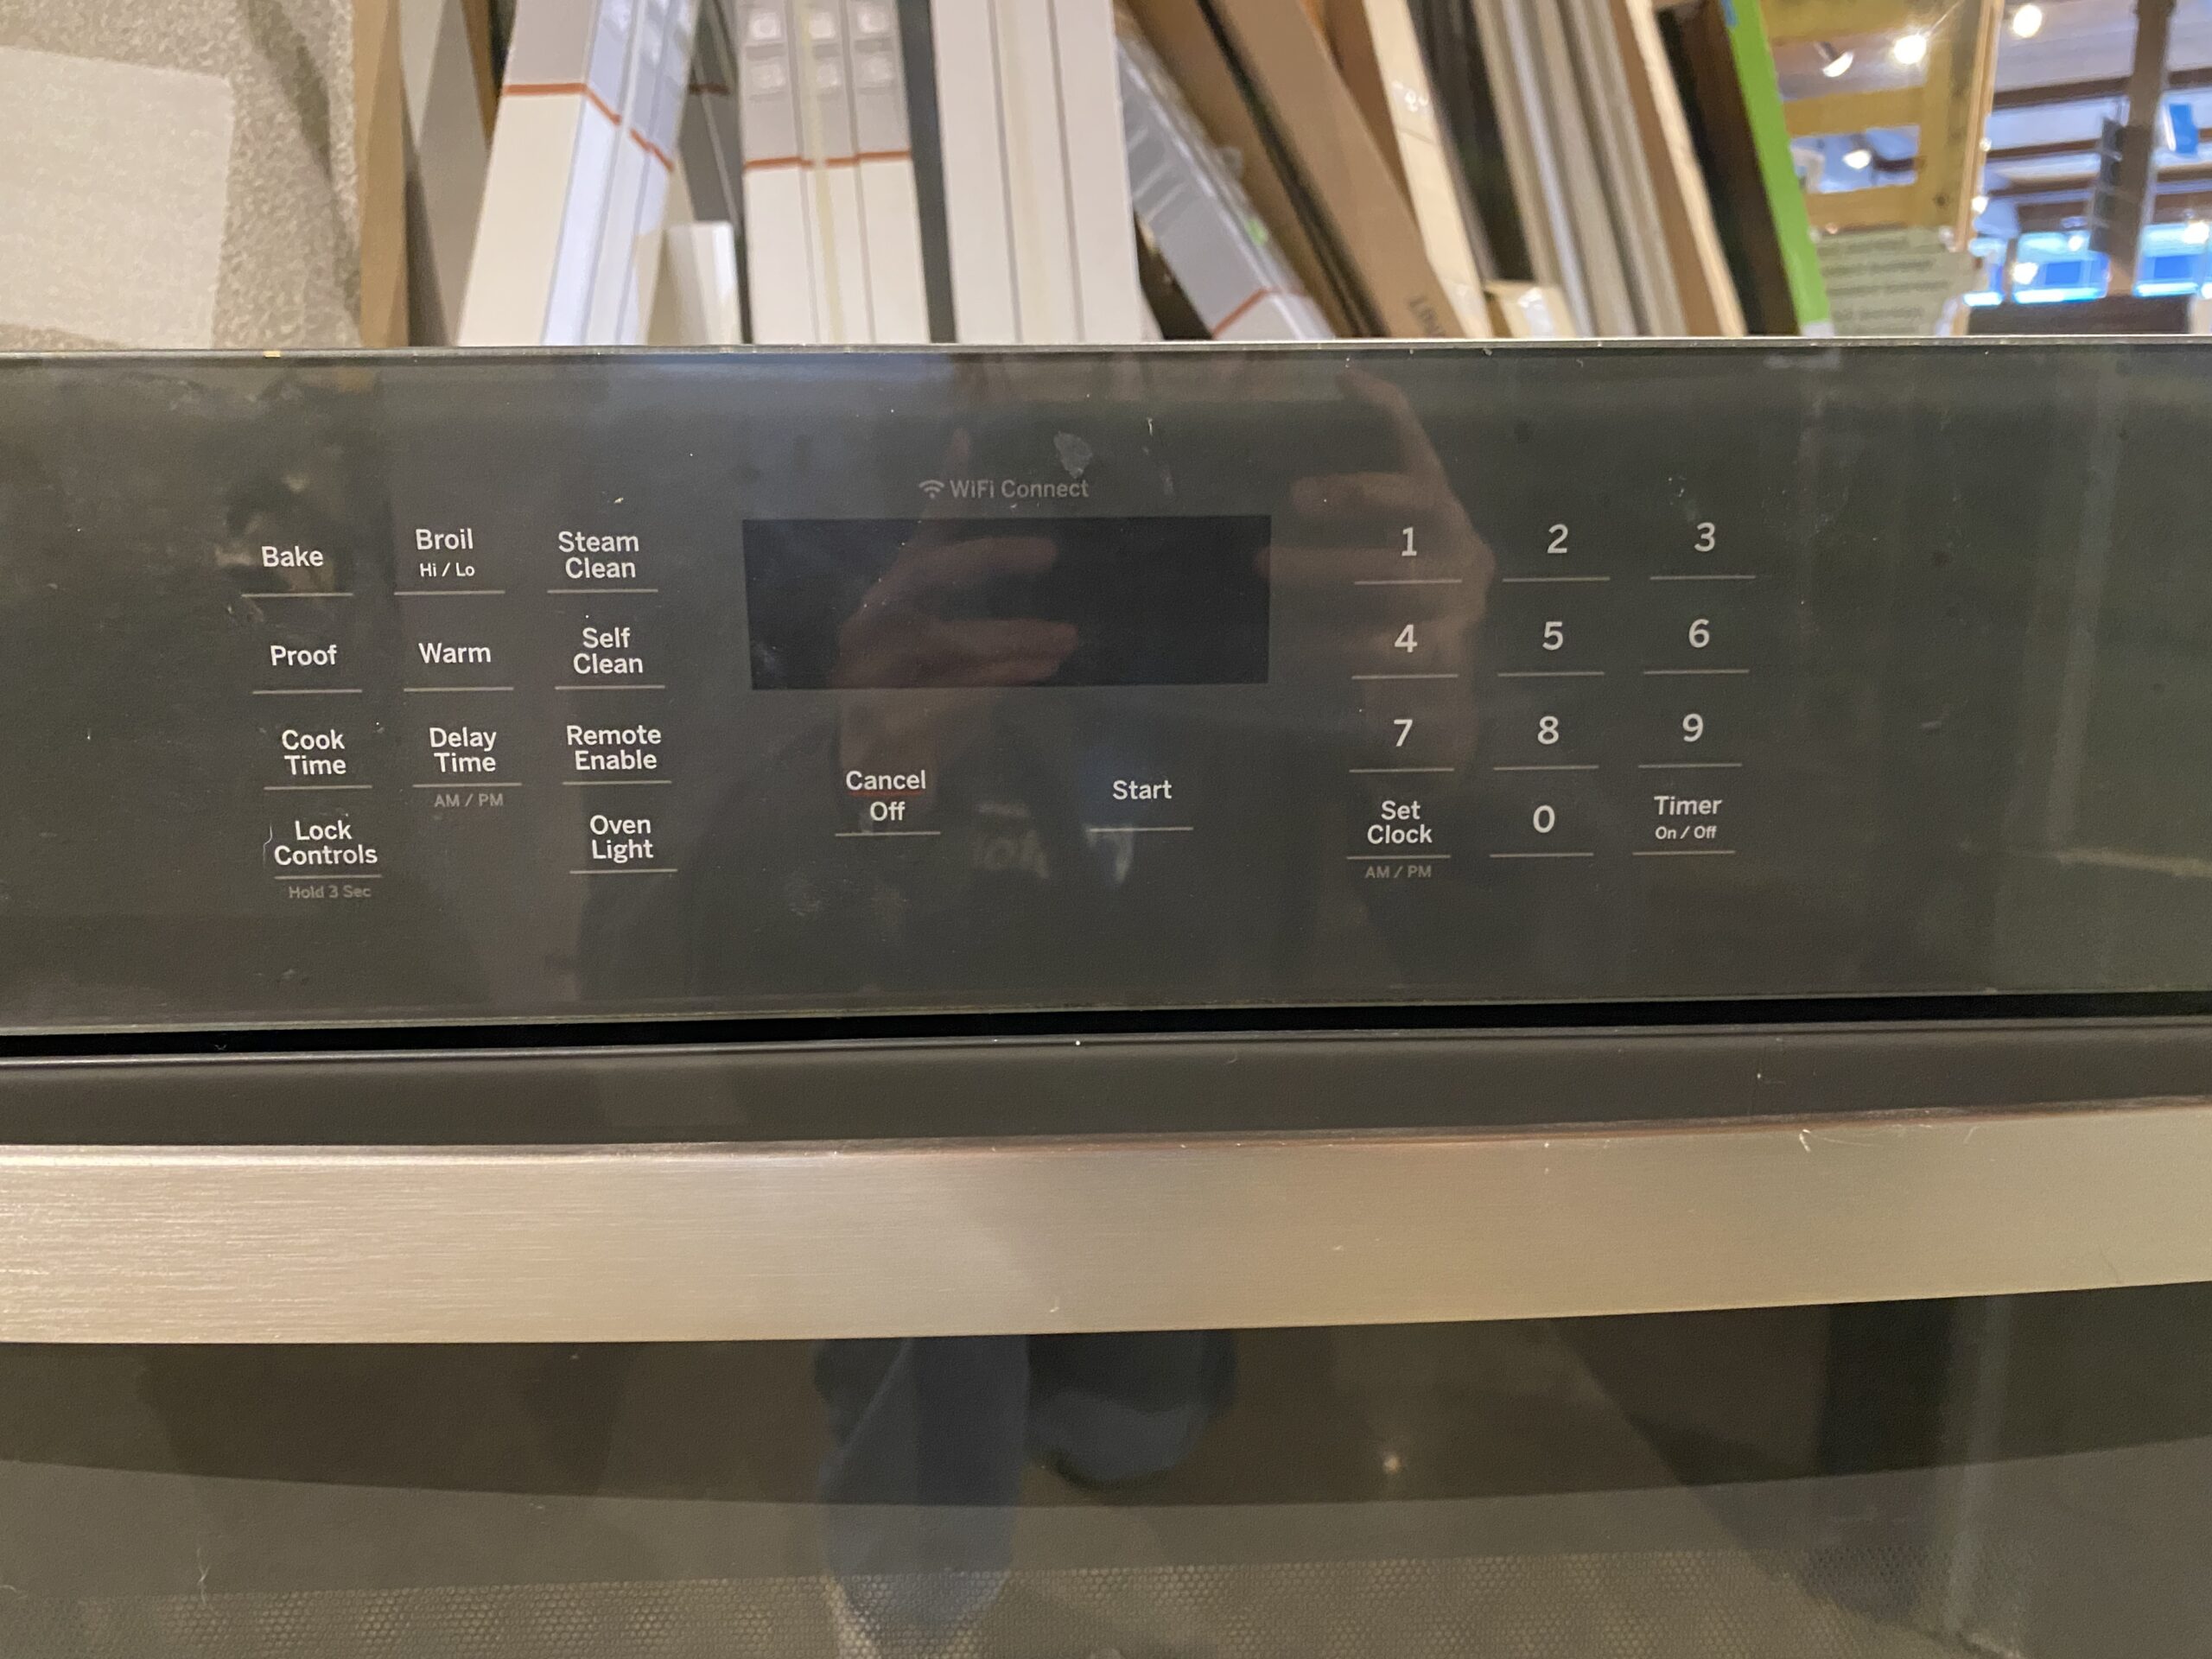 WiFi Connect
Bake
Broil
Hi / Lo
Steam
Clean
Proof
Warm
Self
Clean
Cook
Time
Delay
Time
AM / PM
Remote
Enable
Lock
Controls
Hold 3 Sec
Oven
Light
Cancel
Off
Start
1 2 3
4 5 6
7 8 9
Set
Clock
AM / PM
0
Timer
On / Off